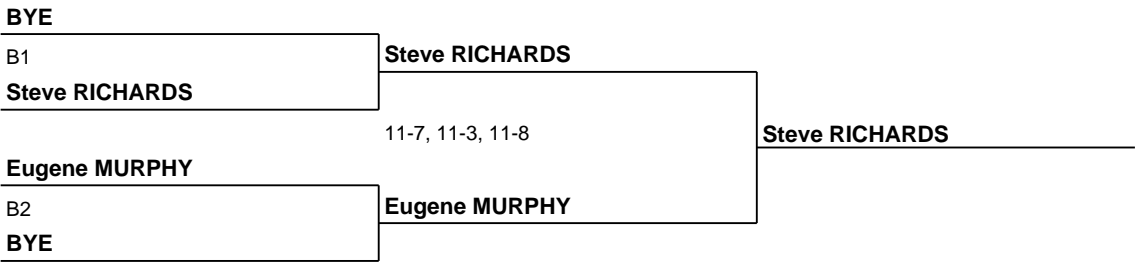 BYE
B1
Steve RICHARDS
Steve RICHARDS
11-7, 11-3, 11-8
Steve RICHARDS
Eugene MURPHY
B2
Eugene MURPHY
BYE